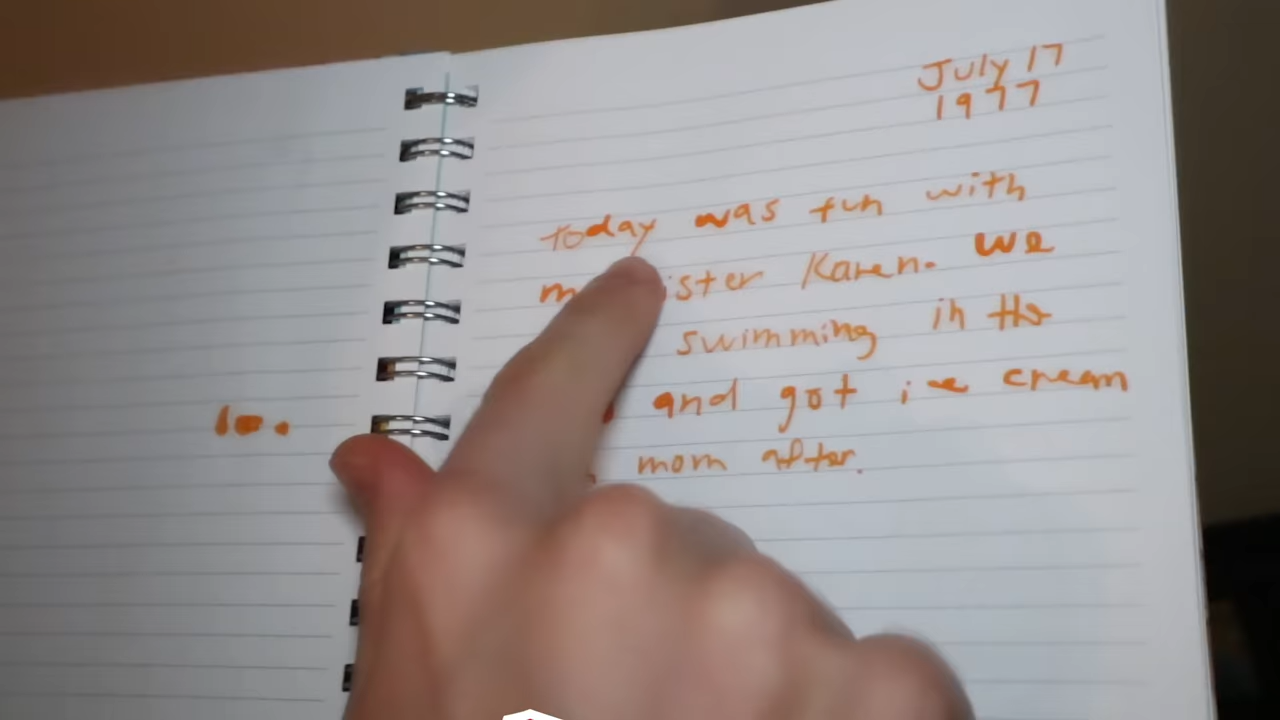 July 17
1977
Today was fun with
sister Karen. We
swimming in the
and got ice cream
mom after.
10.